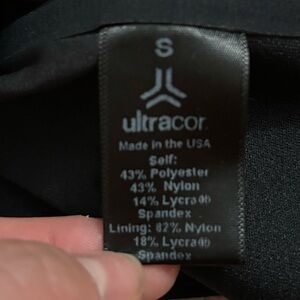 S
ultracor
Made in the USA
Self:
43% Polyester
43% Nylon
14% Lycra®
Spandex
Lining: 82% Nylon
18% Lycra®
Spandex